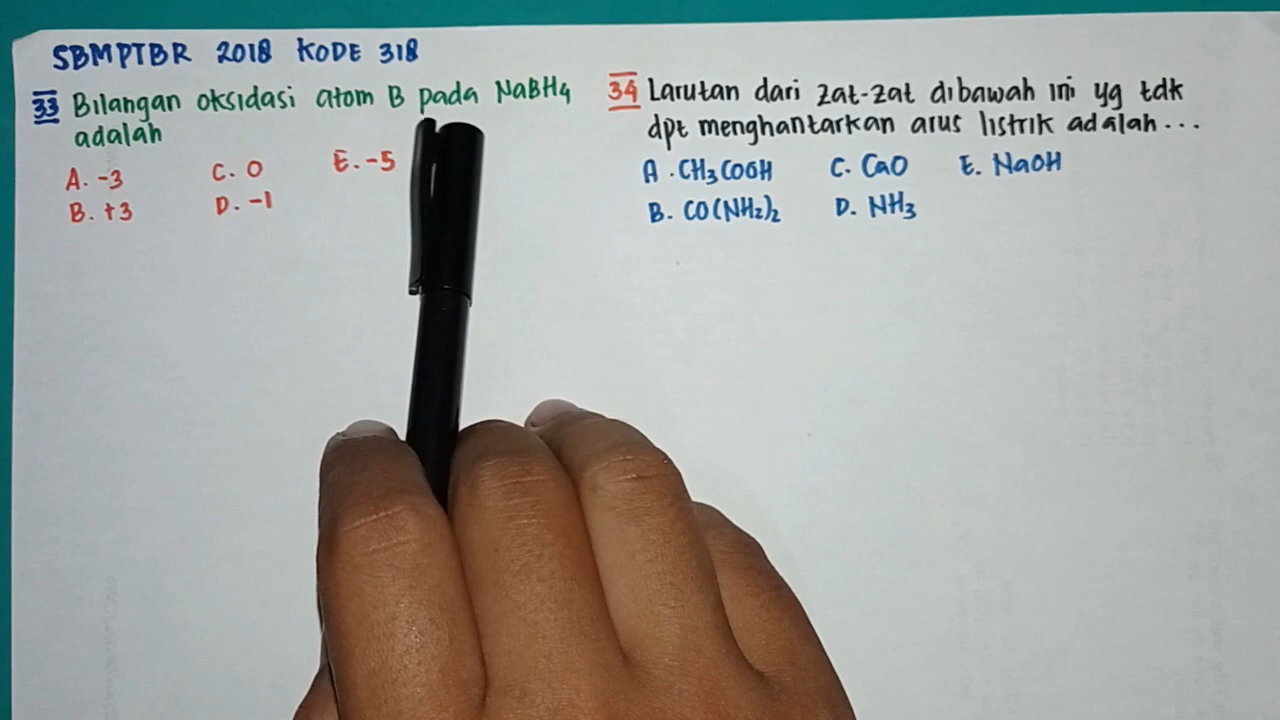 SBMPTBR 2018 KODE 318
33 Bilangan oksidasi atom B pada NaBH4
adalah
A. -3 C. 0 E. -5
B. +3 D. -1
34 Larutan dari zat-zat dibawah ini yg tdk
dpt menghantarkan arus listrik adalah...
A. CH3COOH C. CaO E. NaOH
B. CO(NH2)2 D. NH3